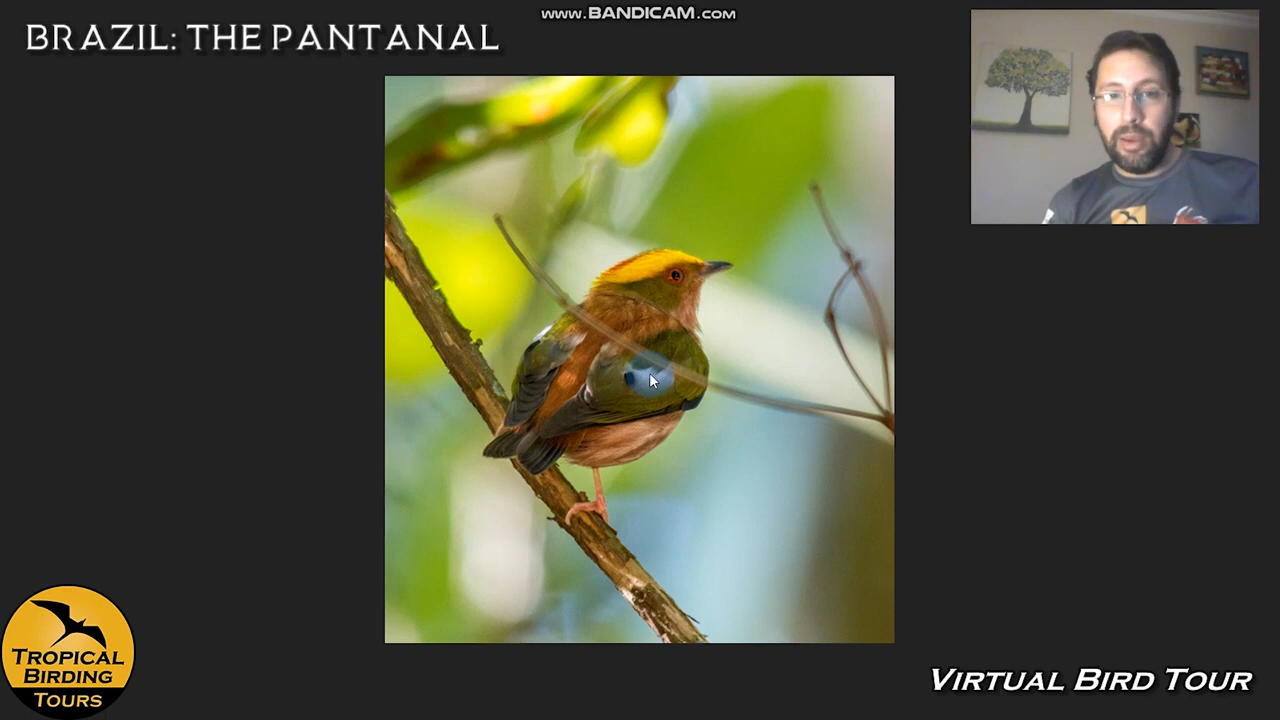 www.BANDICAM.com
BRAZIL: THE PANTANAL
TROPICAL
BIRDING
TOURS
VIRTUAL BIRD TOUR